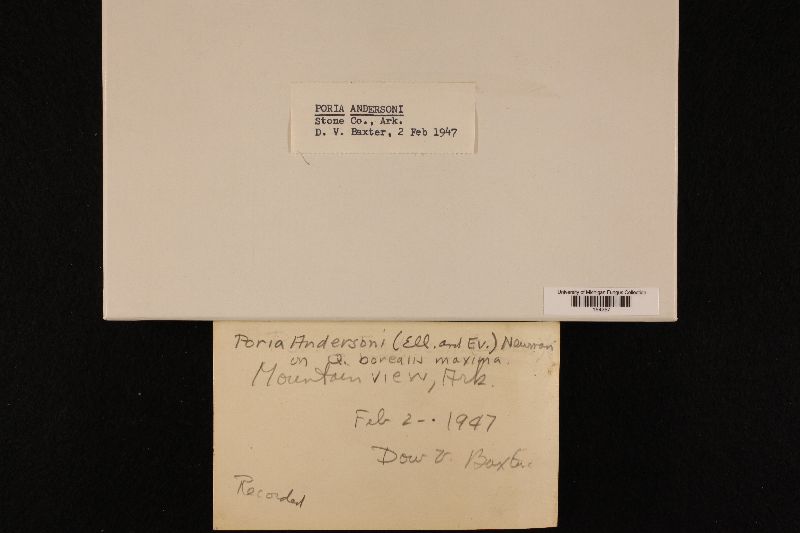 PORIA ANDERSONI
Stone Co., Ark.
D. V. Baxter, 2 Feb 1947
University of Michigan Fungus Collection
Poria Andersoni (Ell. and Ev.) Neuman
on Q. borealis maxima.
Mountain view, Ark.
Feb 2-- 1947
Dow V. Baxter
Recorded